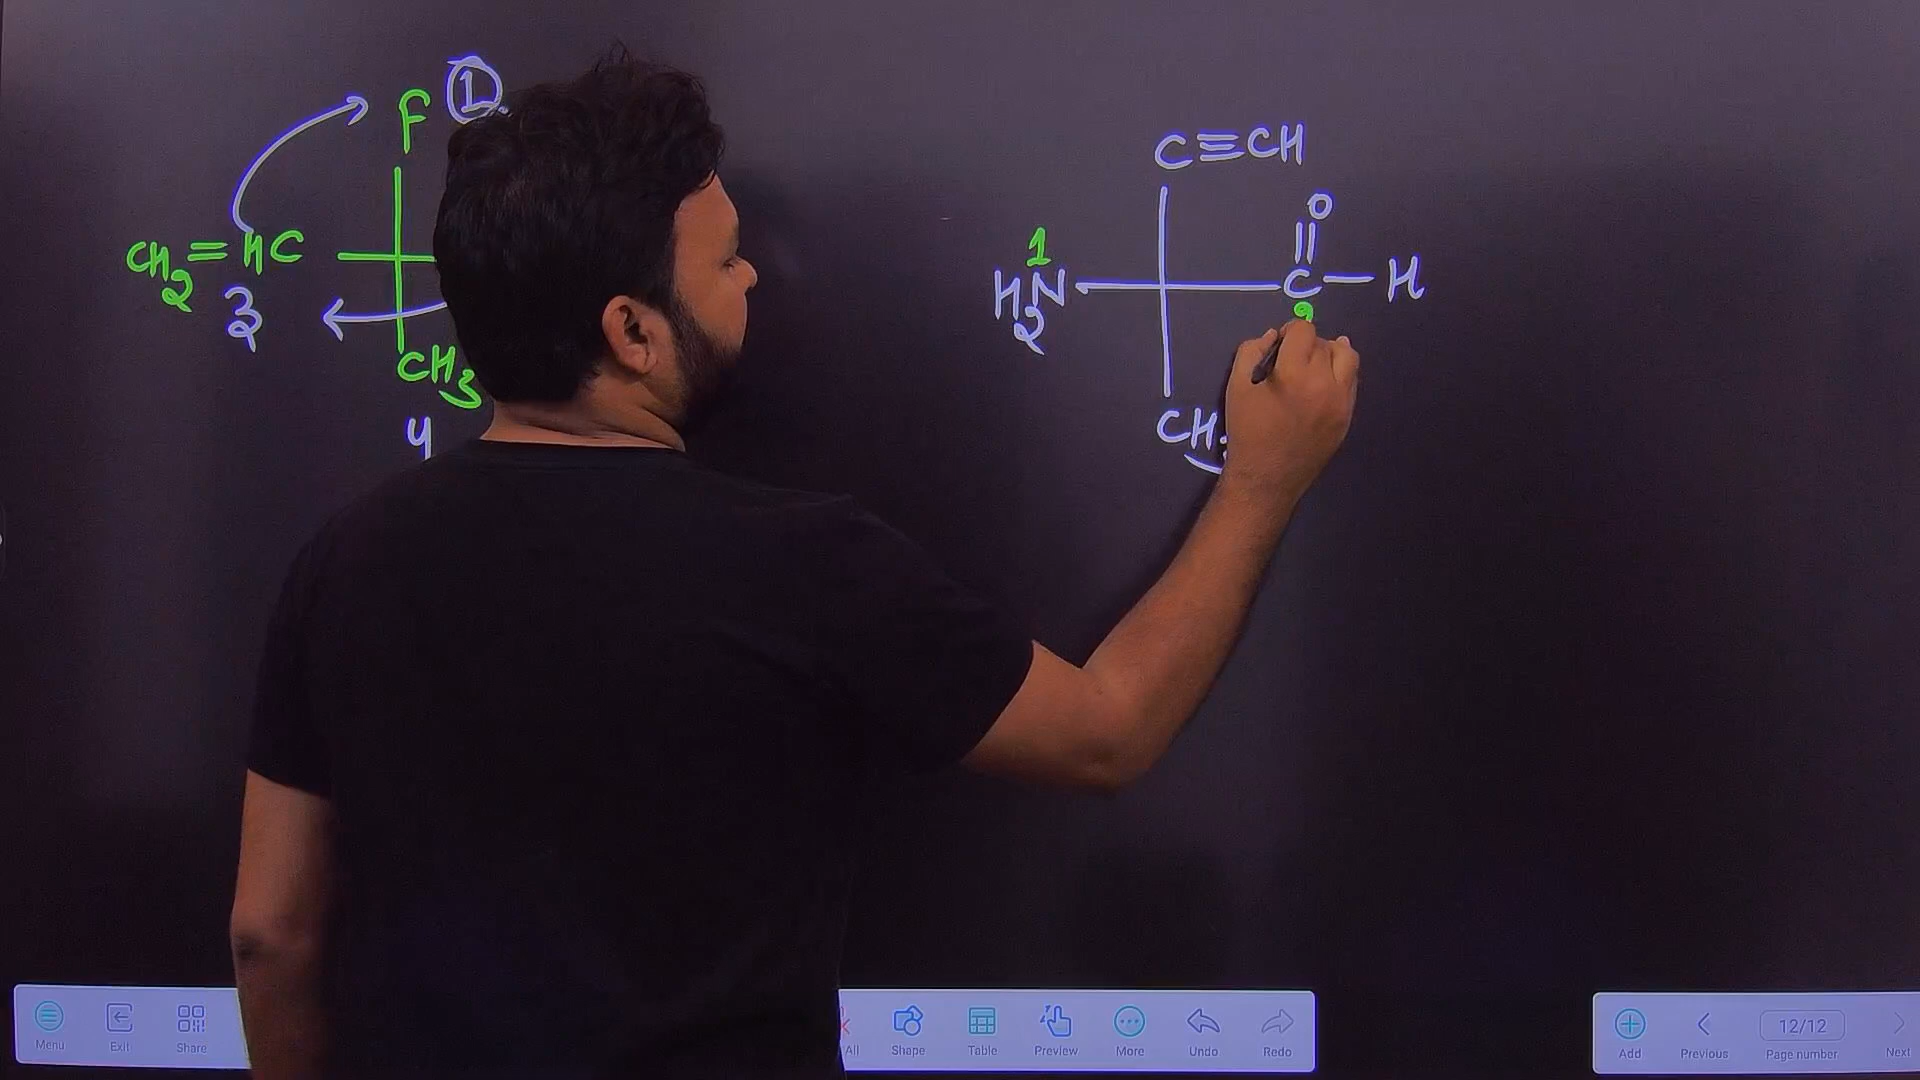 F 1
CH2=HC
3
CH3
4
C≡CH
O
1
H2N C-H
2
CH
Menu Exit Share All Shape Table Preview More Undo Redo
Add Previous 12/12 Page number Next